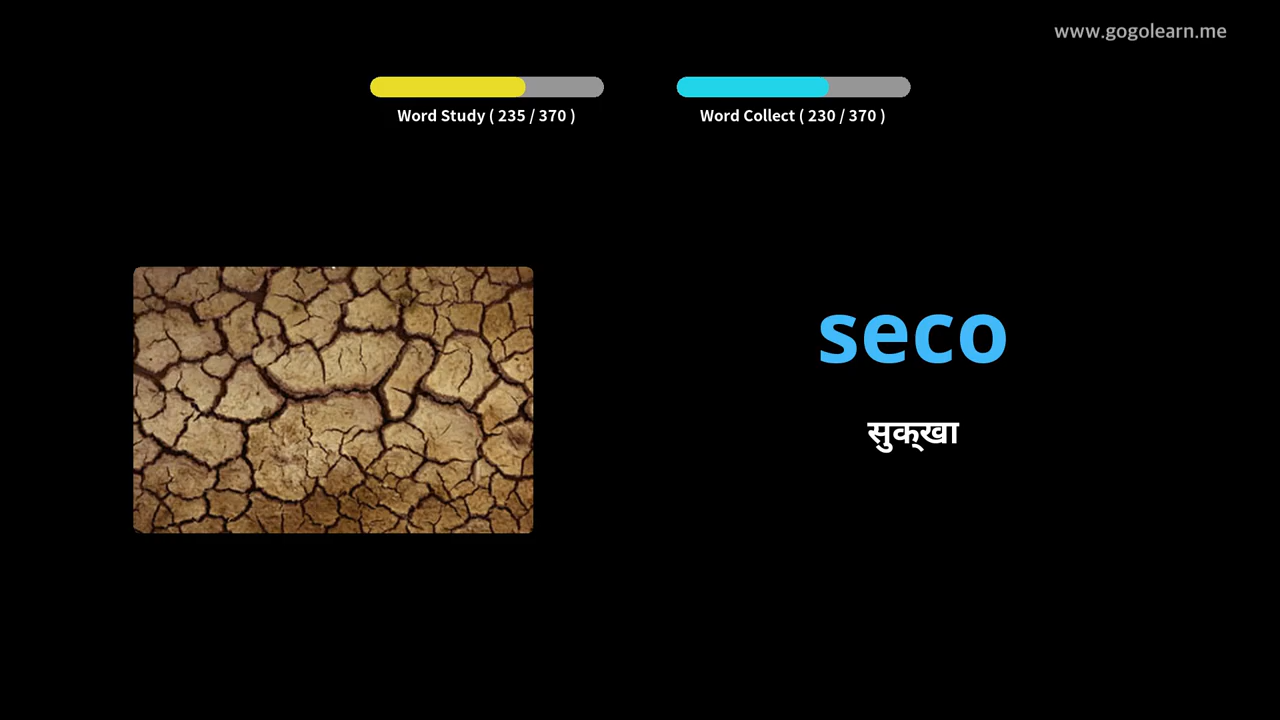 www.gogolearn.me
Word Study ( 235 / 370 )
Word Collect ( 230 / 370 )
seco
सुक्खा